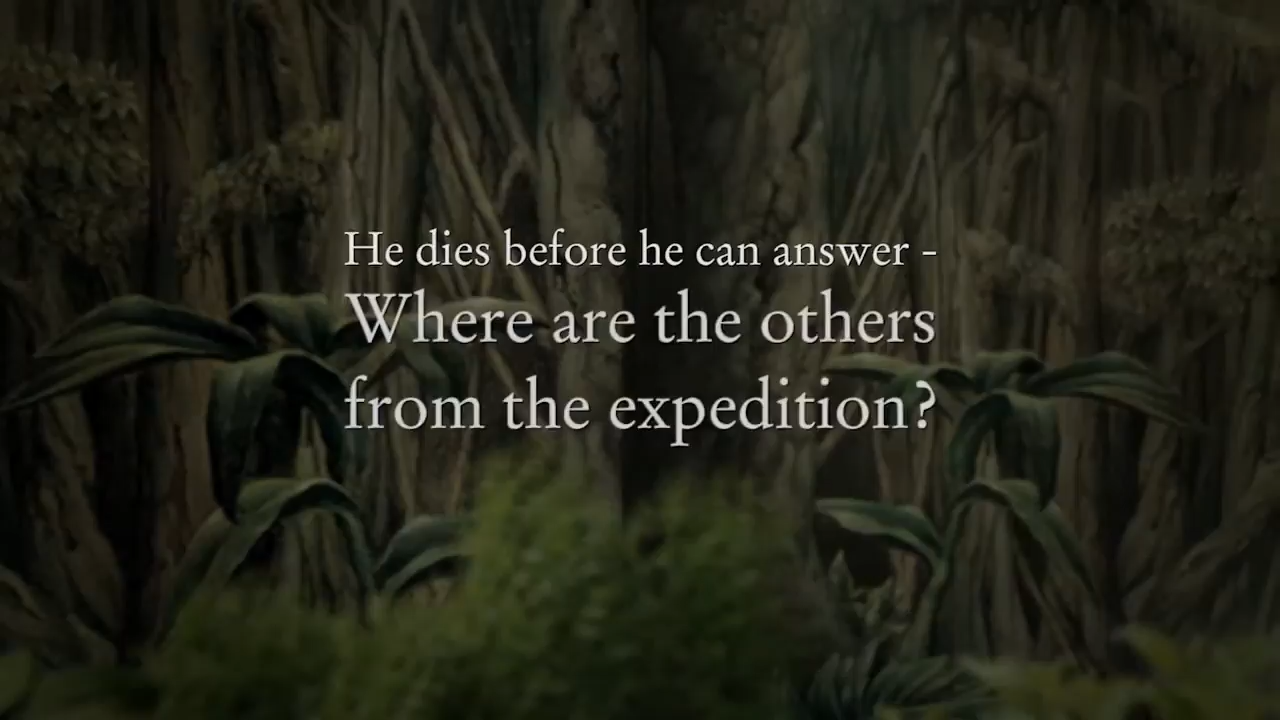 He dies before he can answer -
Where are the others
from the expedition?